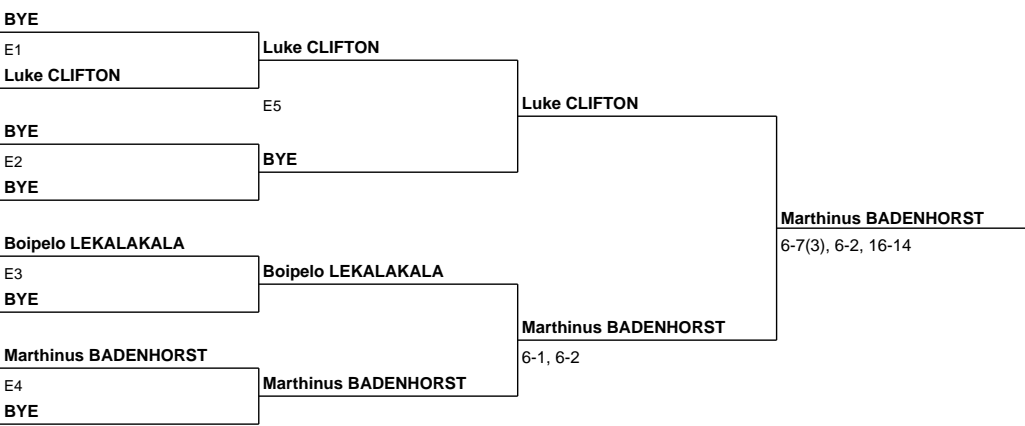 BYE
E1
Luke CLIFTON
Luke CLIFTON
E5
Luke CLIFTON
BYE
E2
BYE
BYE
Marthinus BADENHORST
6-7(3), 6-2, 16-14
Boipelo LEKALAKALA
E3
BYE
Boipelo LEKALAKALA
Marthinus BADENHORST
6-1, 6-2
Marthinus BADENHORST
E4
BYE
Marthinus BADENHORST